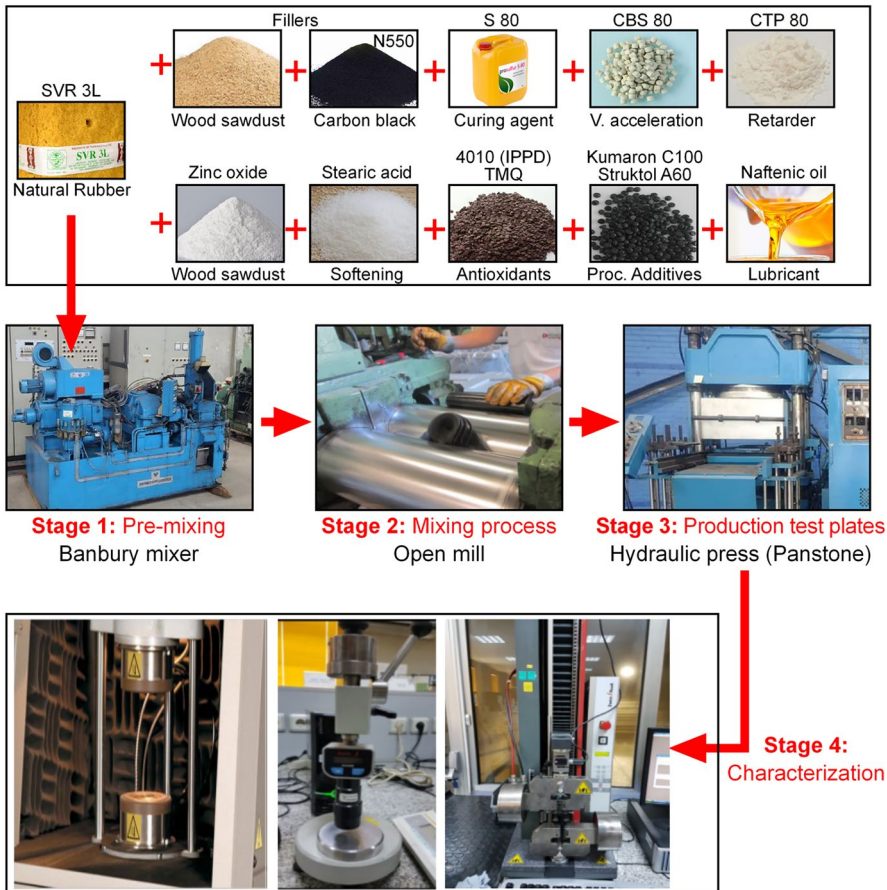 Fillers
S 80
CBS 80
CTP 80
N550
SVR 3L
SVR 3L
Natural Rubber
Wood sawdust
Carbon black
Curing agent
V. acceleration
Retarder
Zinc oxide
Stearic acid
4010 (IPPD)
TMQ
Kumaron C100
Struktol A60
Naftenic oil
Wood sawdust
Softening
Antioxidants
Proc. Additives
Lubricant
Stage 1: Pre-mixing
Banbury mixer
Stage 2: Mixing process
Open mill
Stage 3: Production test plates
Hydraulic press (Panstone)
Stage 4:
Characterization